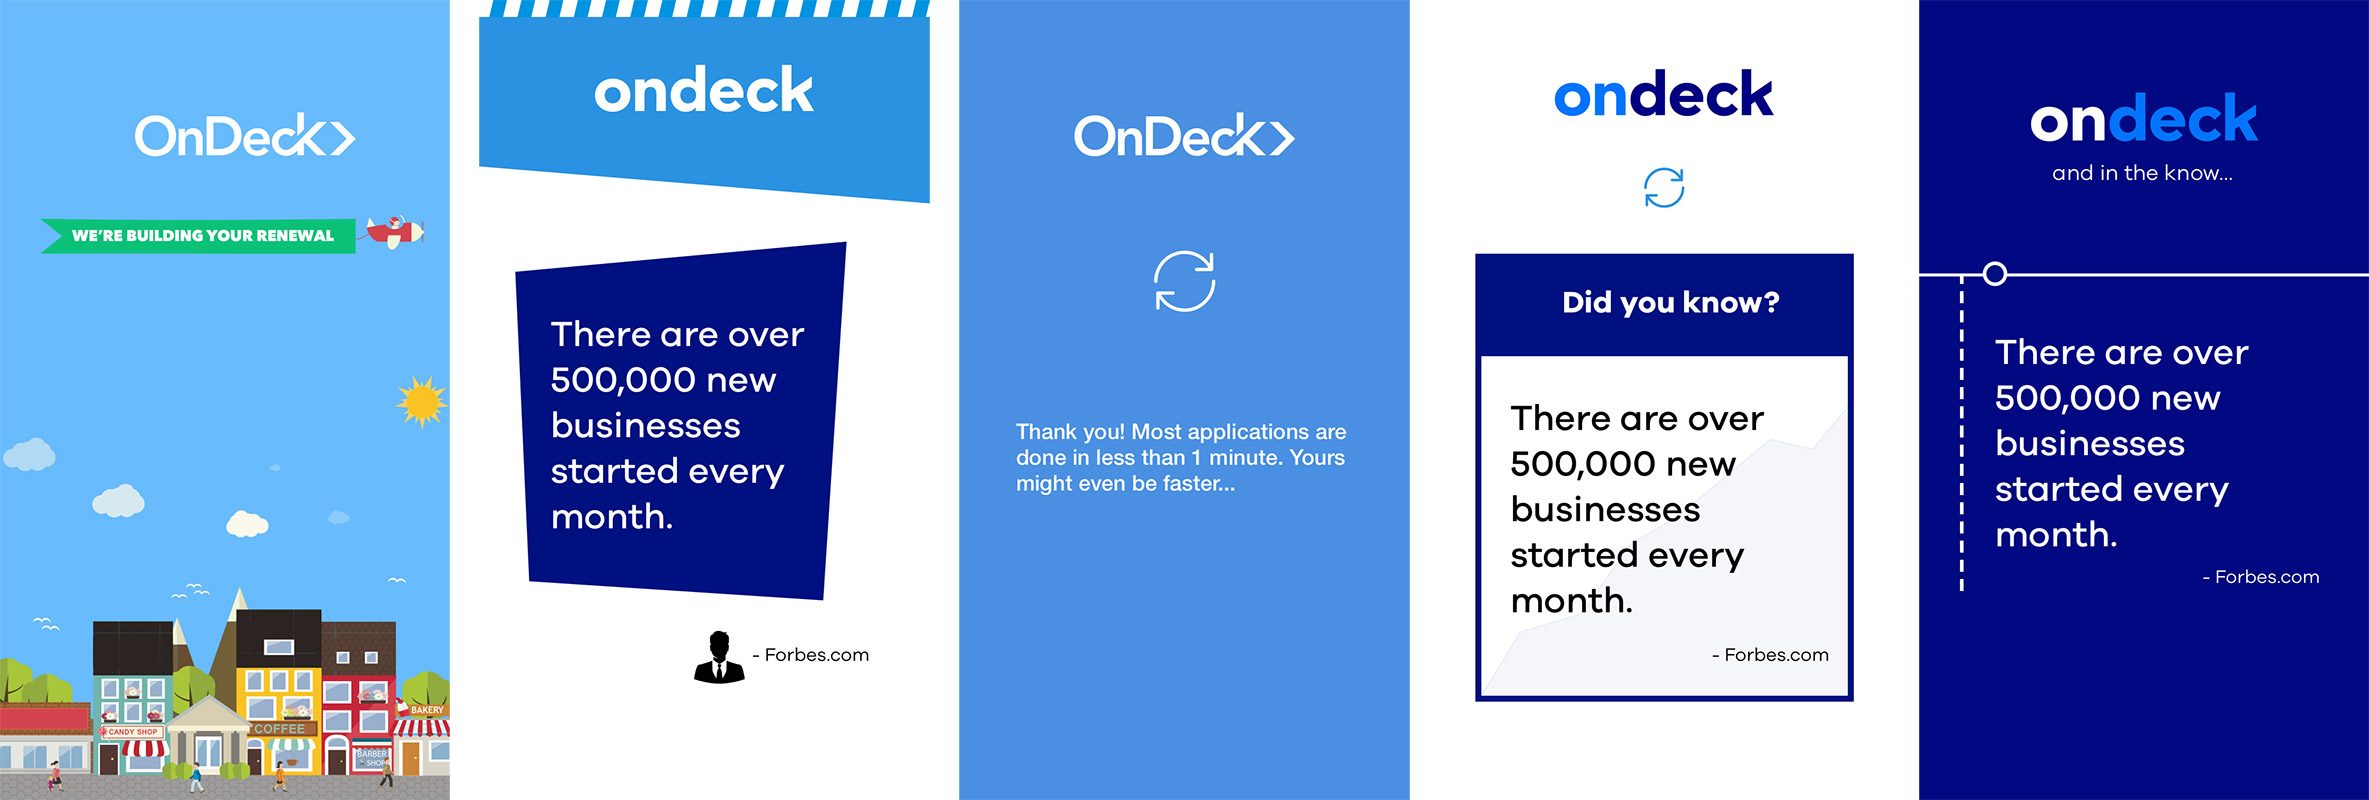 OnDeck
WE'RE BUILDING YOUR RENEWAL
CANDY SHOP
COFFEE
BARBER
SHOP
BAKERY
ondeck
There are over
500,000 new
businesses
started every
month.
- Forbes.com
OnDeck
Thank you! Most applications are
done in less than 1 minute. Yours
might even be faster...
ondeck
Did you know?
There are over
500,000 new
businesses
started every
month.
- Forbes.com
ondeck
and in the know...
There are over
500,000 new
businesses
started every
month.
- Forbes.com